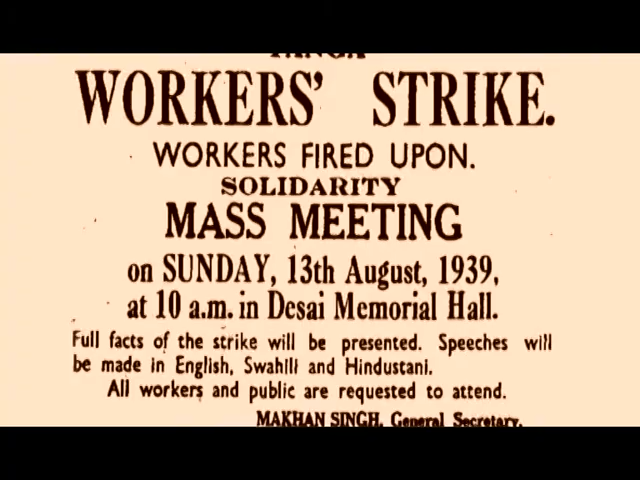 TANGA
WORKERS' STRIKE.
WORKERS FIRED UPON.
SOLIDARITY
MASS MEETING
on SUNDAY, 13th August, 1939,
at 10 a.m. in Desai Memorial Hall.
Full facts of the strike will be presented. Speeches will
be made in English, Swahili and Hindustani.
All workers and public are requested to attend.
MAKHAN SINGH, General Secretary.